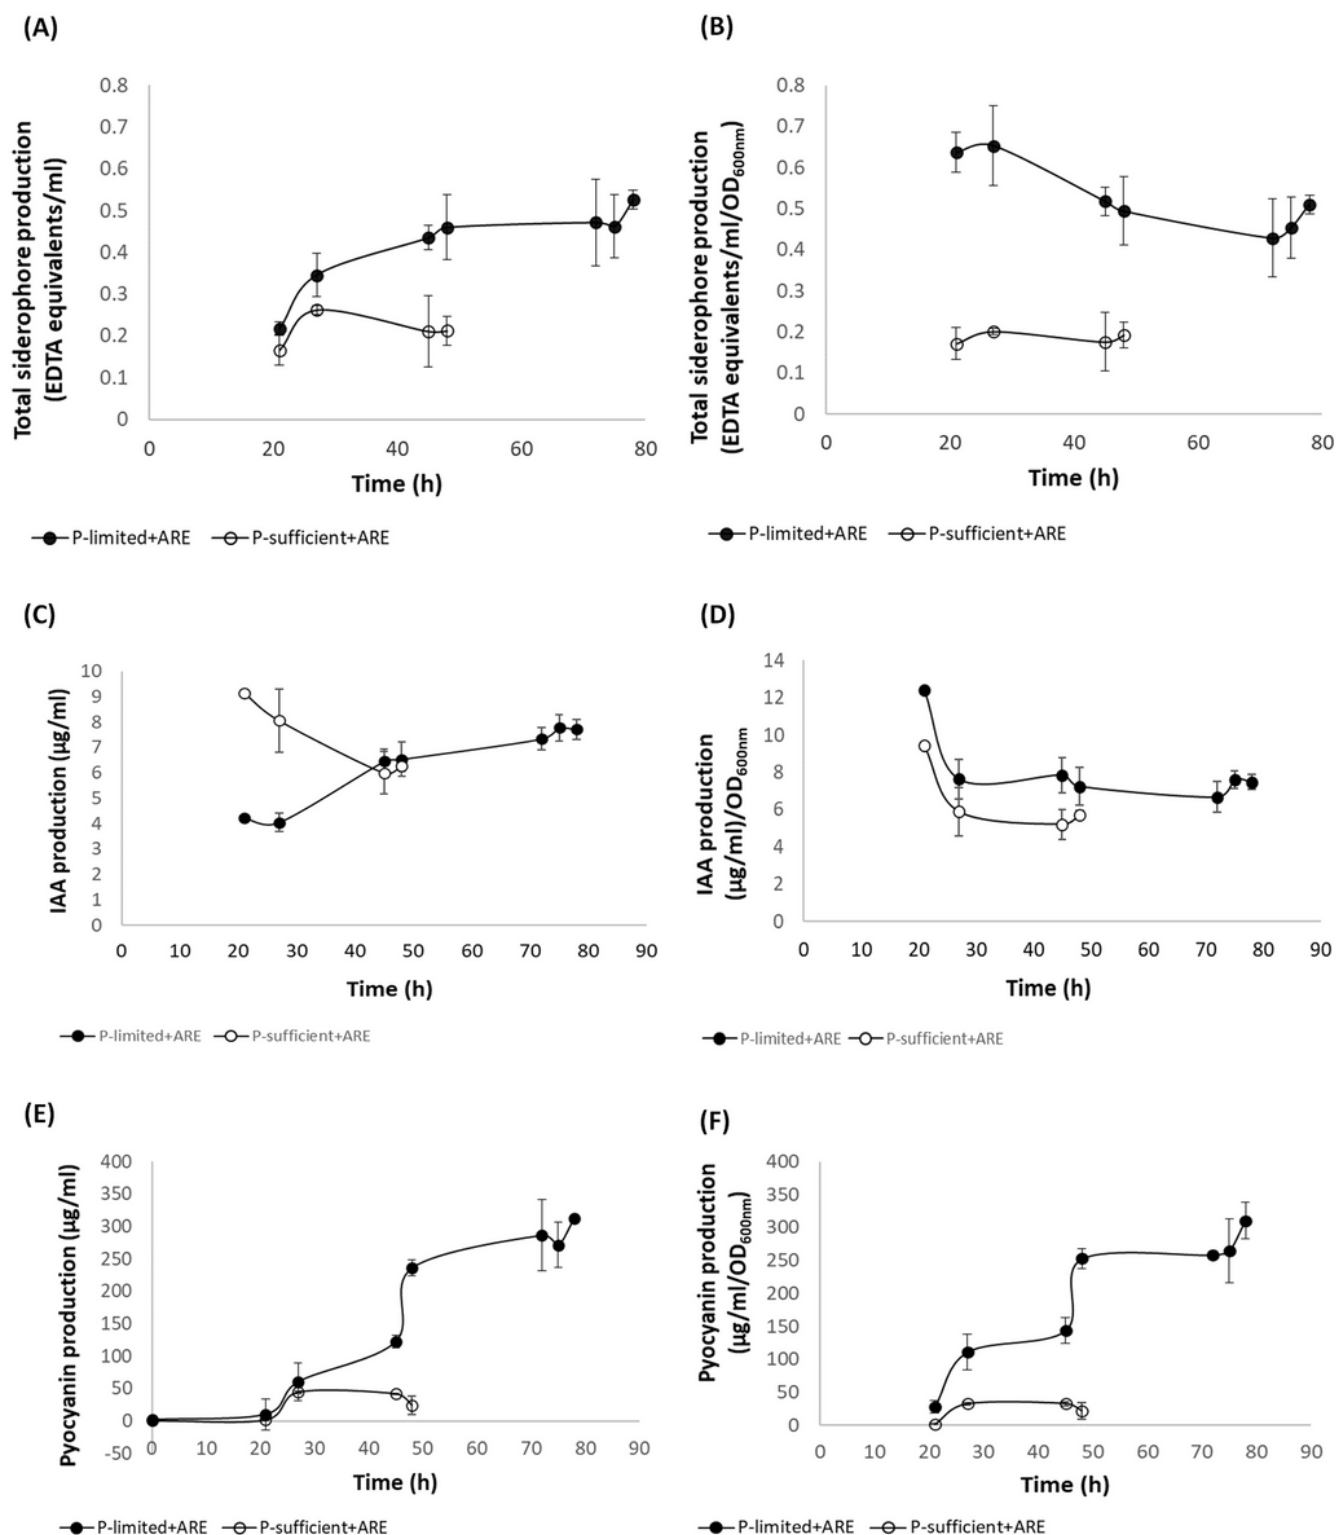 (A)
Total siderophore production
(EDTA equivalents/ml)
0.8
0.7
0.6
0.5
0.4
0.3
0.2
0.1
0
0 20 40 60 80
Time (h)
P-limited+ARE P-sufficient+ARE
(B)
Total siderophore production
(EDTA equivalents/ml/OD600nm)
0.8
0.7
0.6
0.5
0.4
0.3
0.2
0.1
0
0 20 40 60 80
Time (h)
P-limited+ARE P-sufficient+ARE
(C)
IAA production (µg/ml)
10
9
8
7
6
5
4
3
2
1
0
0 10 20 30 40 50 60 70 80 90
Time (h)
P-limited+ARE P-sufficient+ARE
(D)
IAA production
(µg/ml)/OD600nm
14
12
10
8
6
4
2
0
0 10 20 30 40 50 60 70 80 90
Time (h)
P-limited+ARE P-sufficient+ARE
(E)
Pyocyanin production (µg/ml)
400
350
300
250
200
150
100
50
0
-50
0 10 20 30 40 50 60 70 80 90
Time (h)
P-limited+ARE P-sufficient+ARE
(F)
Pyocyanin production
(µg/ml/OD600nm)
400
350
300
250
200
150
100
50
0
0 10 20 30 40 50 60 70 80 90
Time (h)
P-limited+ARE P-sufficient+ARE